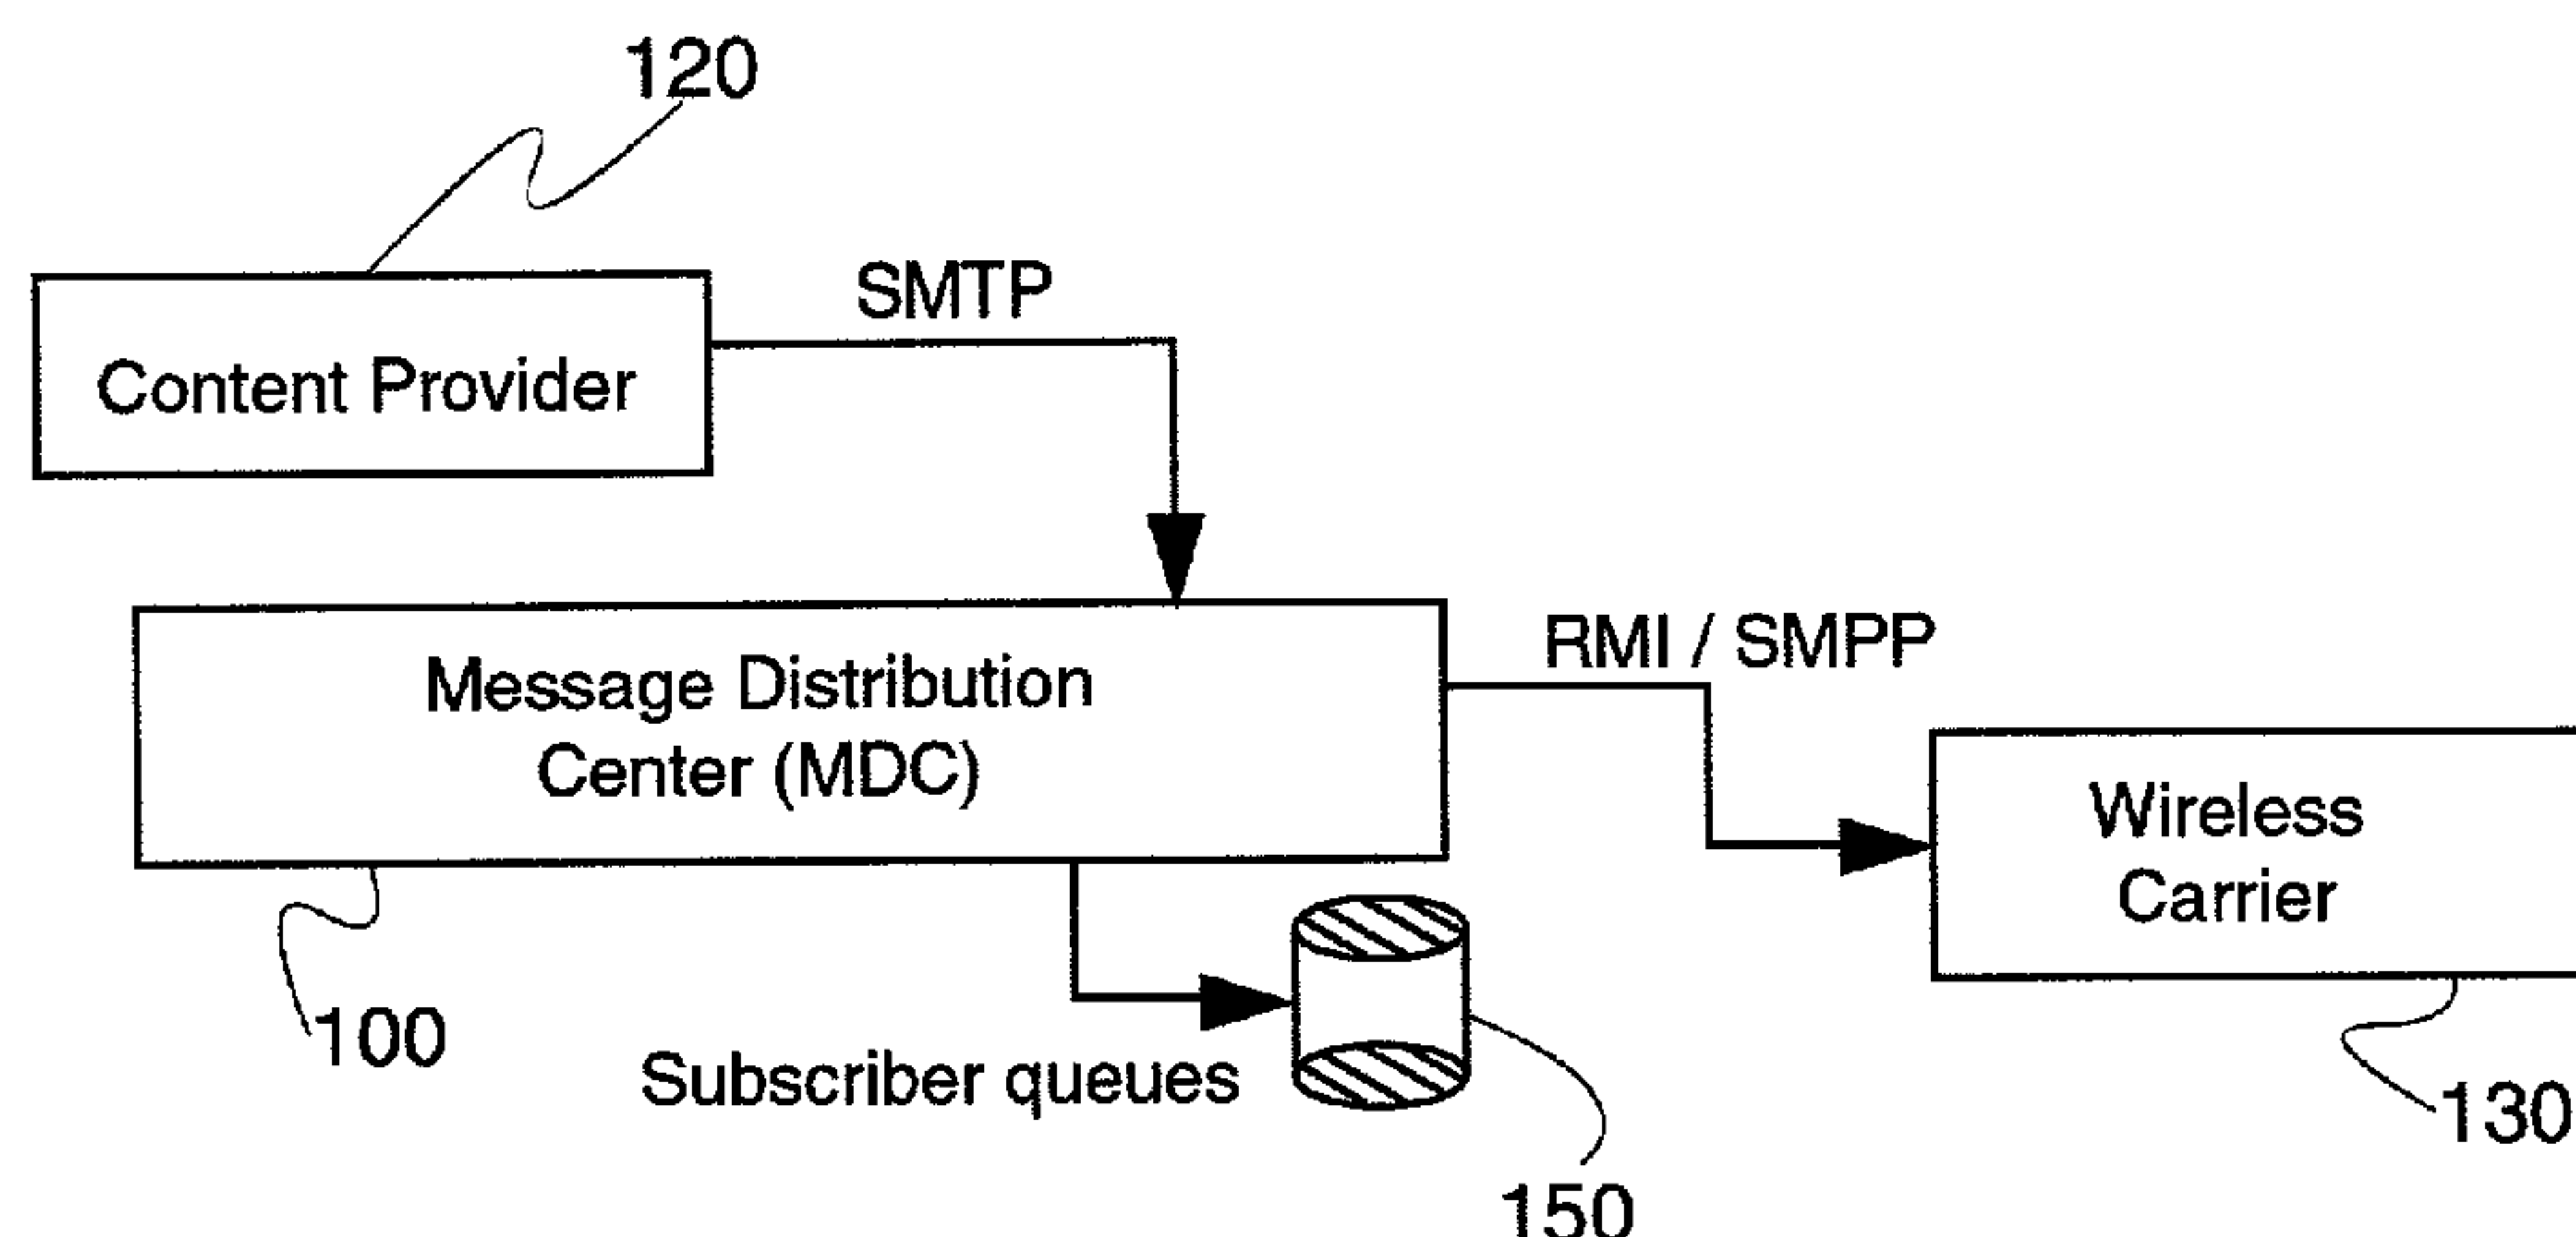 120
SMTP
Content Provider
RMI / SMPP
Message Distribution
Center (MDC)
Wireless
Carrier
100
Subscriber queues
130
150